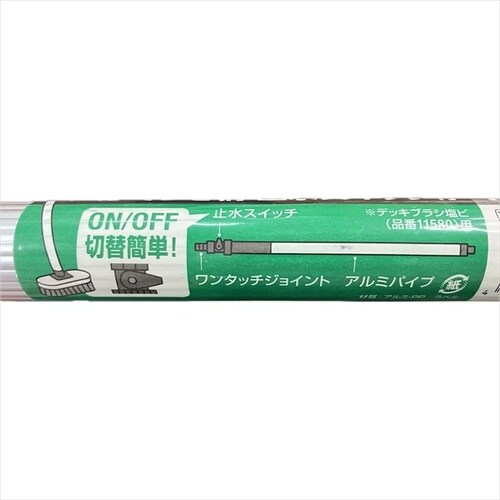 ON/OFF
切替簡単!
止水スイッチ
※デッキブラシ塩ビ
(品番11580)用
ワンタッチジョイント
アルミパイプ
紙